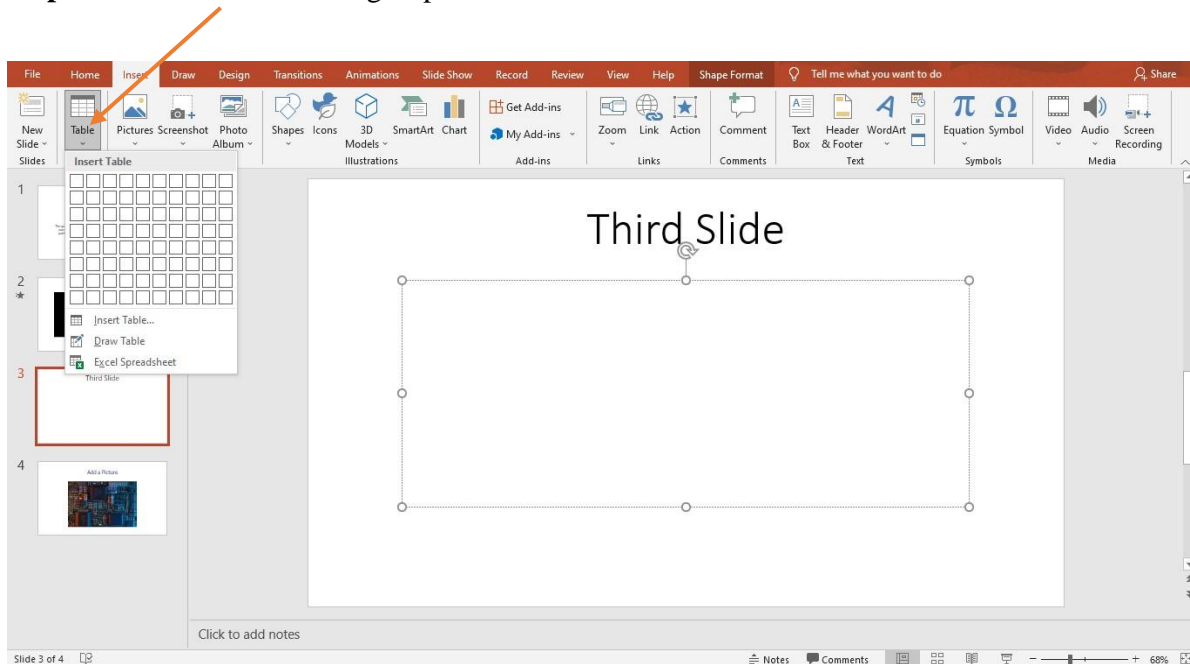 File Home Insert Draw Design Transitions Animations Slide Show Record Review View Help Shape Format Tell me what you want to do Share
New Slide Table Pictures Screenshot Photo Album Shapes Icons 3D Models SmartArt Chart Get Add-ins My Add-ins Zoom Link Action Comment Text Box Header & Footer WordArt Equation Symbol Video Audio Screen Recording
Slides Illustrations Add-ins Links Comments Text Symbols Media
Insert Table
Insert Table...
Draw Table
Excel Spreadsheet
1
2
3
Third Slide
4
Add a Picture
Third Slide
Click to add notes
Slide 3 of 4 Notes Comments 68%